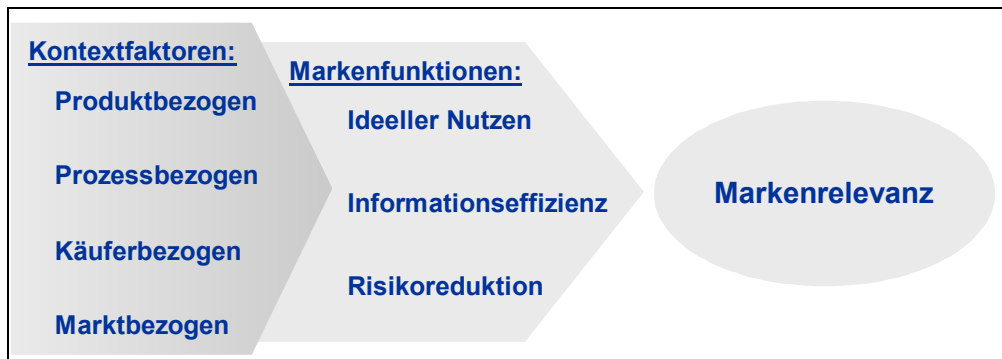 Kontextfaktoren:
Produktbezogen
Prozessbezogen
Käuferbezogen
Marktbezogen
Markenfunktionen:
Ideeller Nutzen
Informationseffizienz
Risikoreduktion
Markenrelevanz